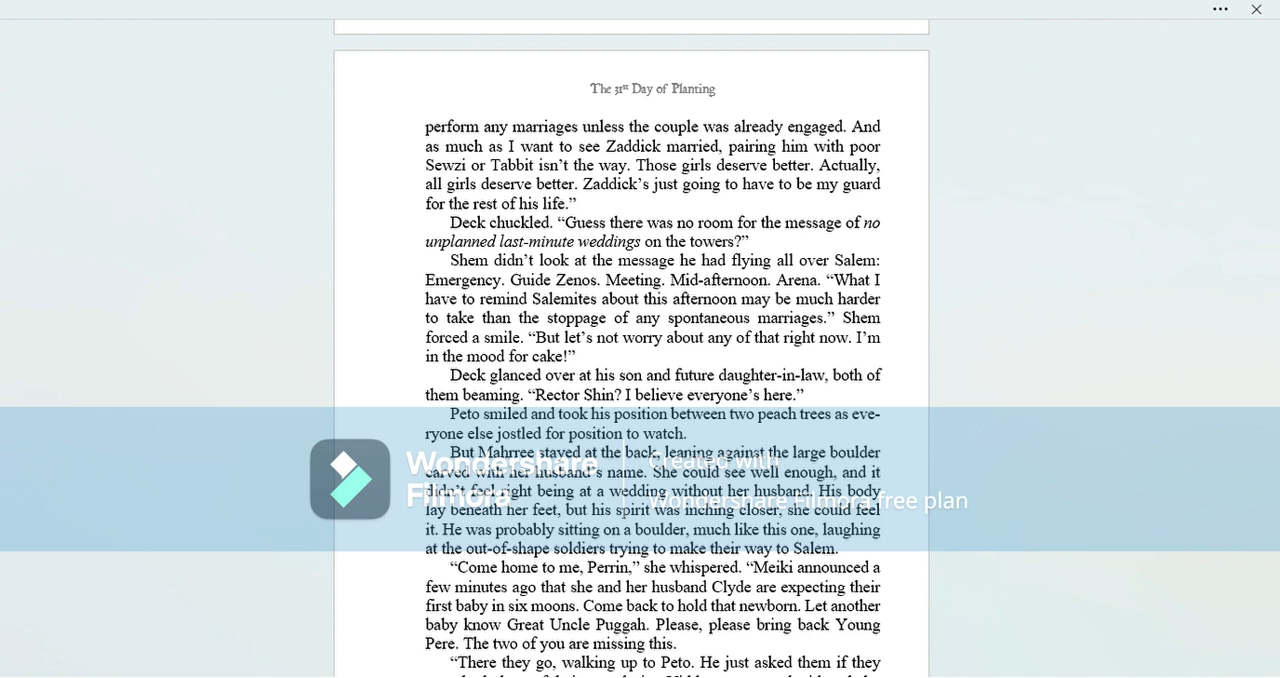 The 31st Day of Planting
perform any marriages unless the couple was already engaged. And
as much as I want to see Zaddick married, pairing him with poor
Sewzi or Tabbit isn’t the way. Those girls deserve better. Actually,
all girls deserve better. Zaddick’s just going to have to be my guard
for the rest of his life.”
Deck chuckled. “Guess there was no room for the message of no
unplanned last-minute weddings on the towers?”
Shem didn’t look at the message he had flying all over Salem:
Emergency. Guide Zenos. Meeting. Mid-afternoon. Arena. “What I
have to remind Salemites about this afternoon may be much harder
to take than the stoppage of any spontaneous marriages.” Shem
forced a smile. “But let’s not worry about any of that right now. I’m
in the mood for cake!”
Deck glanced over at his son and future daughter-in-law, both of
them beaming. “Rector Shin? I believe everyone’s here.”
Peto smiled and took his position between two peach trees as eve-
ryone else jostled for position to watch.
But Mahrree stayed at the back, leaning against the large boulder
carved with her husband’s name. She could see well enough, and it
didn’t feel right being at a wedding without her husband. His body
lay beneath her feet, but his spirit was inching closer; she could feel
it. He was probably sitting on a boulder, much like this one, laughing
at the out-of-shape soldiers trying to make their way to Salem.
“Come home to me, Perrin,” she whispered. “Meiki announced a
few minutes ago that she and her husband Clyde are expecting their
first baby in six moons. Come back to hold that newborn. Let another
baby know Great Uncle Puggah. Please, please bring back Young
Pere. The two of you are missing this.
“There they go, walking up to Peto. He just asked them if they
Wondershare
Filmora
Created with
Wondershare Filmora free plan